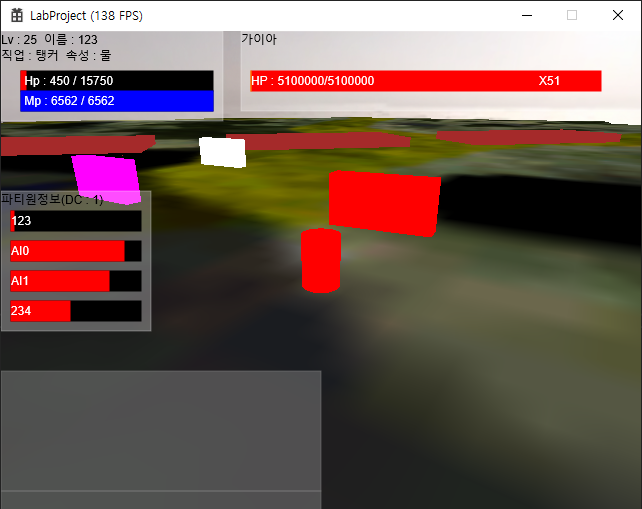 LabProject (138 FPS)
Lv : 25 이름 : 123
직업 : 탱커 속성 : 물
Hp : 450 / 15750
Mp : 6562 / 6562
가이아
HP : 5100000/5100000 X51
파티원정보(DC : 1)
123
AI0
AI1
234